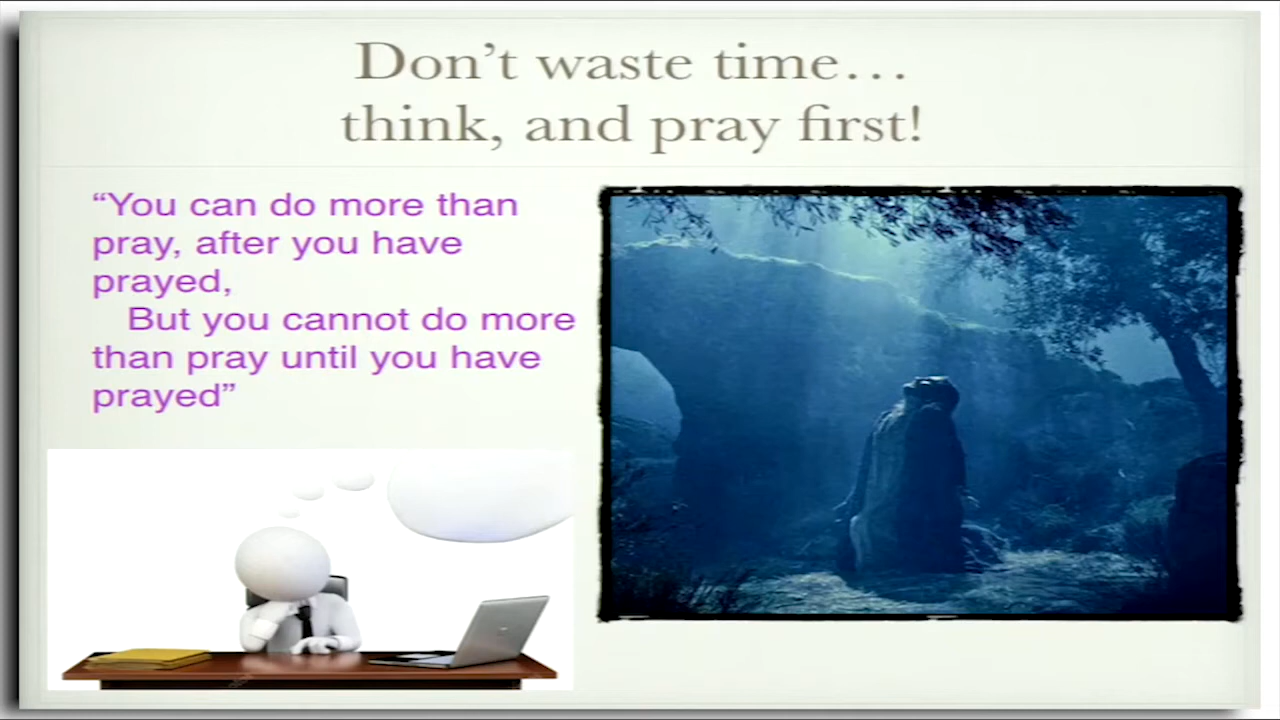 Don’t waste time…
think, and pray first!
“You can do more than
pray, after you have
prayed,
But you cannot do more
than pray until you have
prayed”